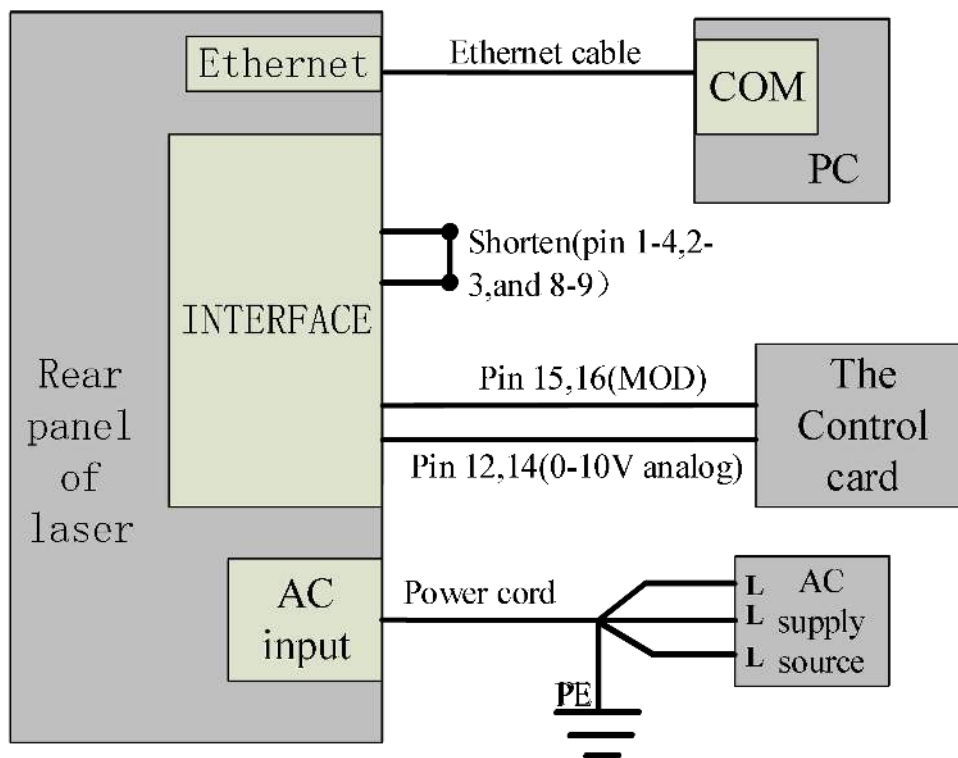 Ethernet
Ethernet cable
COM
PC
Shorten(pin 1-4,2-
3,and 8-9）
INTERFACE
Rear
panel
of
laser
Pin 15,16(MOD)
Pin 12,14(0-10V analog)
The
Control
card
AC
input
Power cord
L
L
L
AC
supply
source
PE